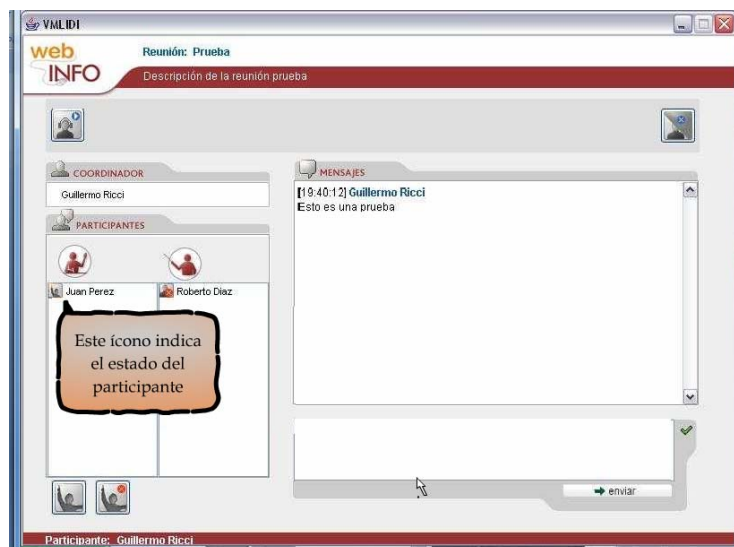 VMLIDI
web
INFO
Reunión: Prueba
Descripción de la reunión prueba
COORDINADOR
Guillermo Ricci
PARTICIPANTES
Juan Perez
Roberto Diaz
Este ícono indica
el estado del
participante
MENSAJES
[19:40:12] Guillermo Ricci
Esto es una prueba
enviar
Participante: Guillermo Ricci